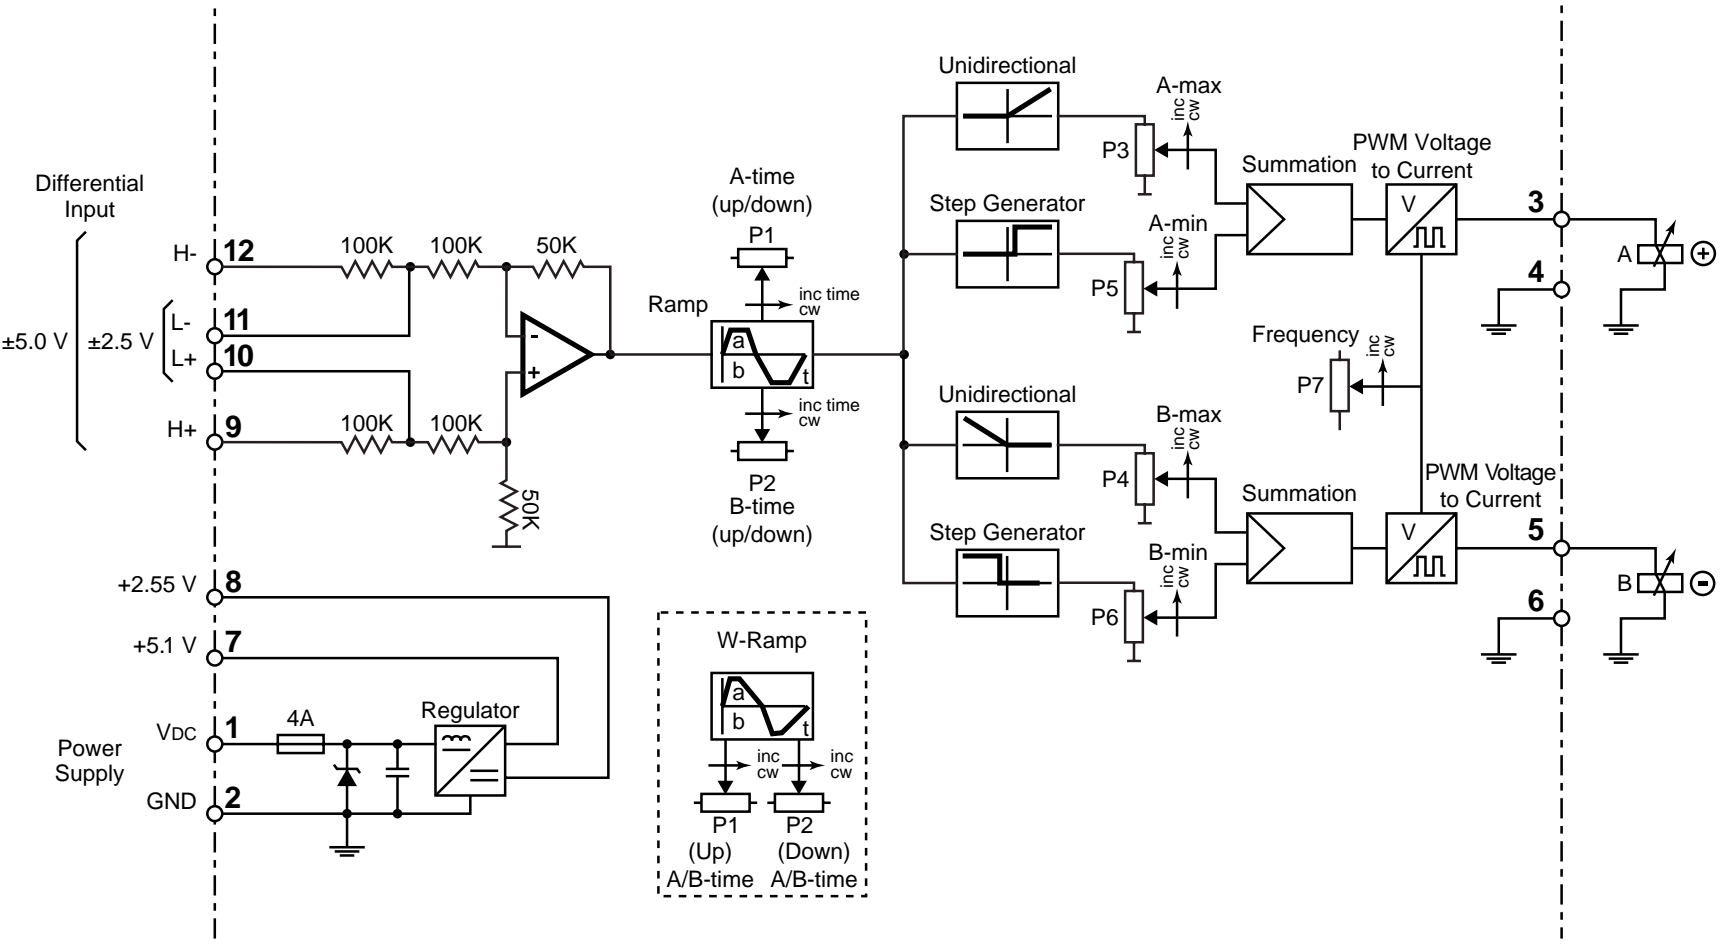 Differential
Input
±5.0 V
±2.5 V
H-
12
L-
11
L+
10
H+
9
100K
100K
50K
100K
100K
50K
-
+
+2.55 V
8
+5.1 V
7
Power
Supply
VDC
1
GND
2
4A
Regulator
A-time
(up/down)
P1
inc time
cw
Ramp
a
b
t
inc time
cw
P2
B-time
(up/down)
W-Ramp
a
b
t
inc
cw
inc
cw
P1
(Up)
A/B-time
P2
(Down)
A/B-time
Unidirectional
A-max
inc
cw
P3
Step Generator
A-min
inc
cw
P5
Summation
PWM Voltage
to Current
V
3
4
A
+
Frequency
P7
inc
cw
Unidirectional
B-max
inc
cw
P4
Step Generator
B-min
inc
cw
P6
Summation
PWM Voltage
to Current
V
5
6
B
-